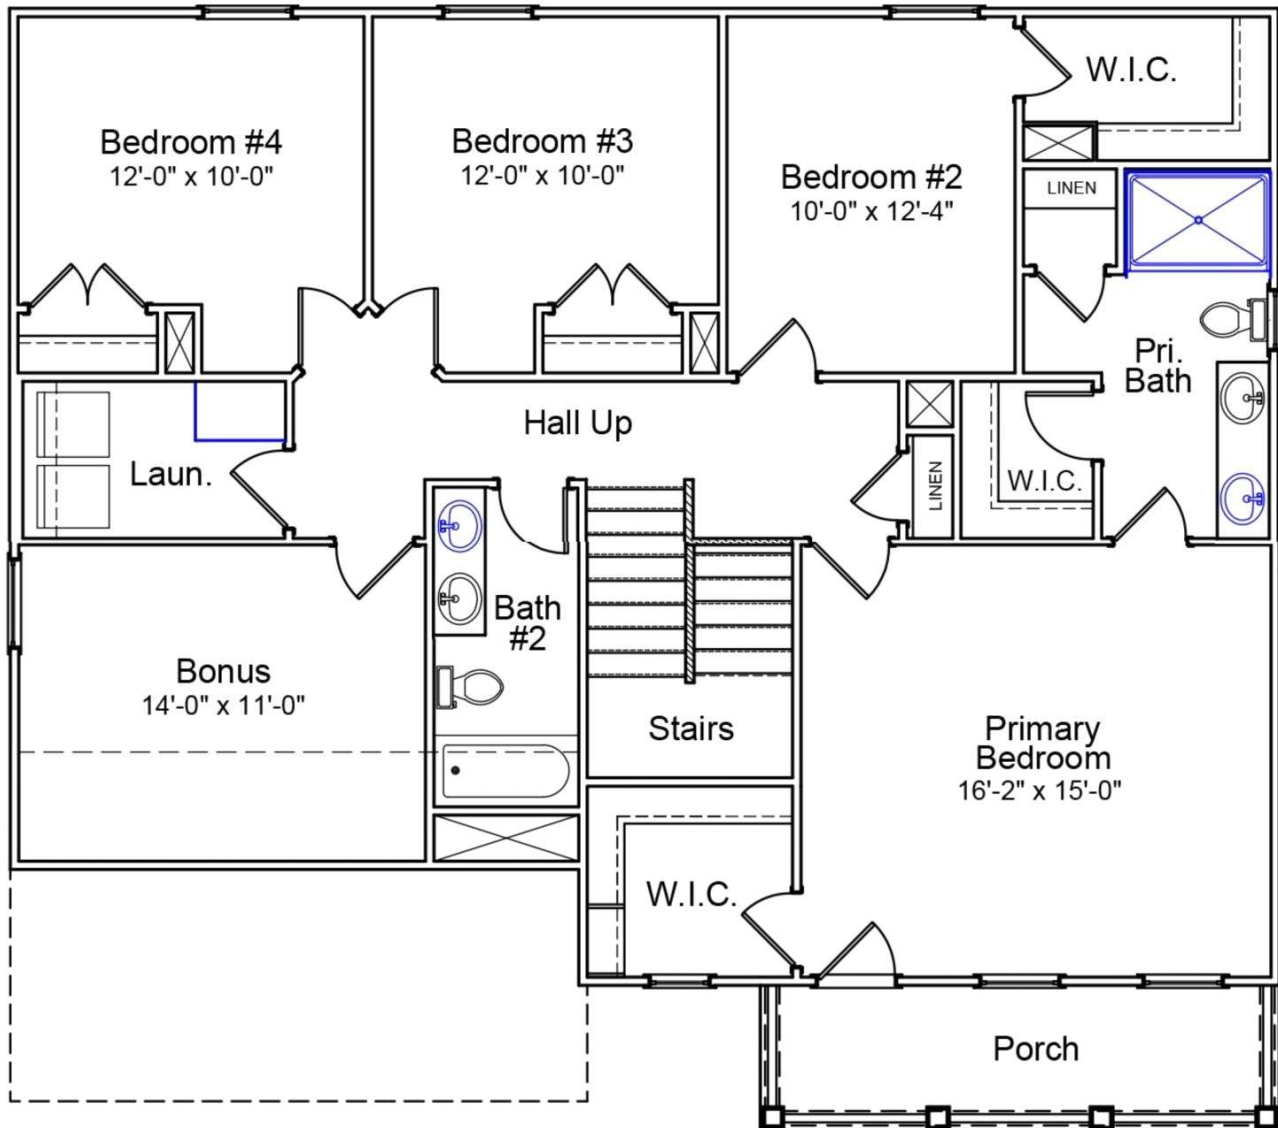 W.I.C.
Bedroom #4
12'-0" x 10'-0"
Bedroom #3
12'-0" x 10'-0"
Bedroom #2
10'-0" x 12'-4"
LINEN
Pri.
Bath
Hall Up
Laun.
LINEN
W.I.C.
Bath
#2
Bonus
14'-0" x 11'-0"
Stairs
Primary
Bedroom
16'-2" x 15'-0"
W.I.C.
Porch